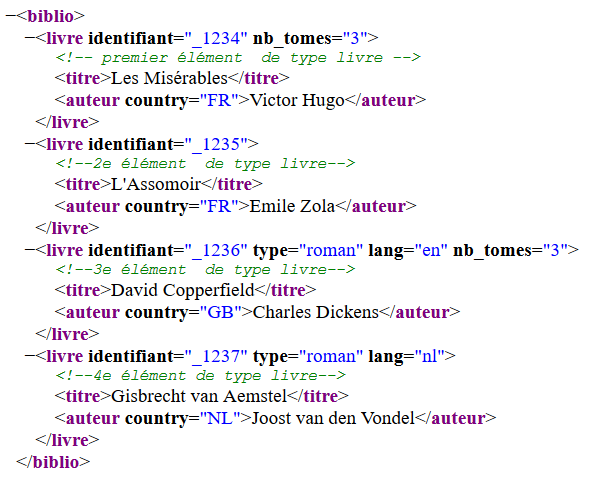 −<biblio>
−<livre identifiant="_1234" nb_tomes="3">
<!-- premier élément  de type livre -->
<titre>Les Misérables</titre>
<auteur country="FR">Victor Hugo</auteur>
</livre>
−<livre identifiant="_1235">
<!--2e élément  de type livre-->
<titre>L'Assomoir</titre>
<auteur country="FR">Emile Zola</auteur>
</livre>
−<livre identifiant="_1236" type="roman" lang="en" nb_tomes="3">
<!--3e élément  de type livre-->
<titre>David Copperfield</titre>
<auteur country="GB">Charles Dickens</auteur>
</livre>
−<livre identifiant="_1237" type="roman" lang="nl">
<!--4e élément de type livre-->
<titre>Gisbrecht van Aemstel</titre>
<auteur country="NL">Joost van den Vondel</auteur>
</livre>
</biblio>